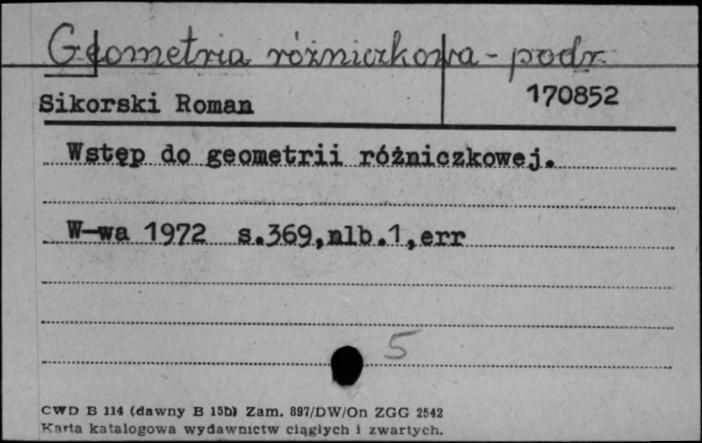 Geometria różniczkowa - podr.
Sikorski Roman
170852
Wstęp do geometrii różniczkowej.
W-wa 1972 s.369,nlb.1,err
5
CWD B 114 (dawny B 15b) Zam. 897/DW/On ZGG 2542
Karta katalogowa wydawnictw ciągłych i zwartych.